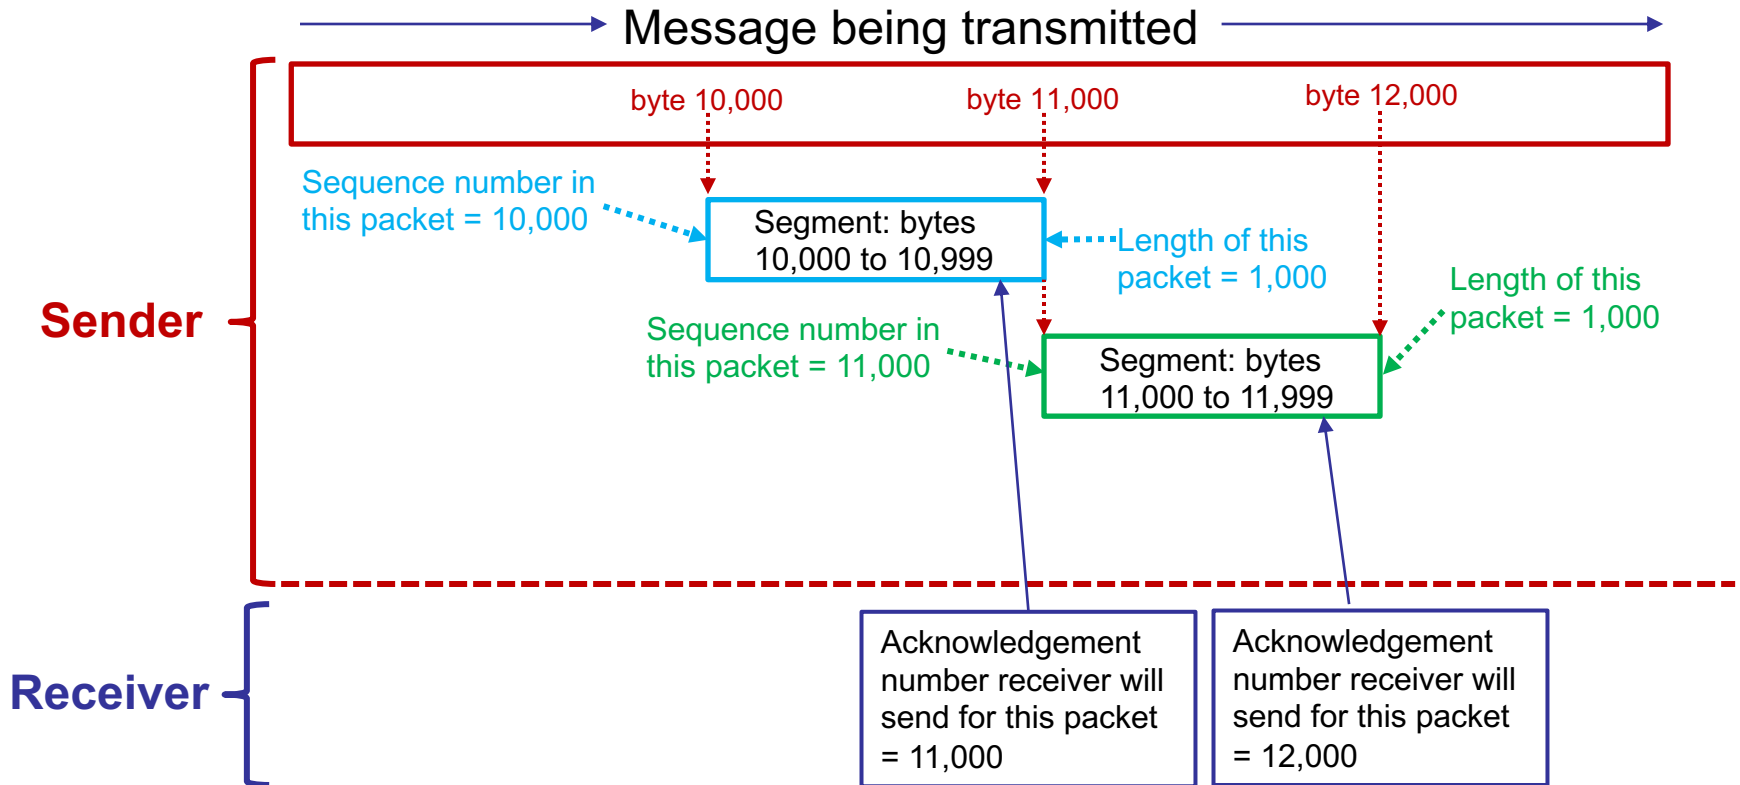 Message being transmitted
byte 10,000
byte 11,000
byte 12,000
Sequence number in
this packet = 10,000
Segment: bytes
10,000 to 10,999
Length of this
packet = 1,000
Length of this
packet = 1,000
Sender
Sequence number in
this packet = 11,000
Segment: bytes
11,000 to 11,999
Receiver
Acknowledgement
number receiver will
send for this packet
= 11,000
Acknowledgement
number receiver will
send for this packet
= 12,000